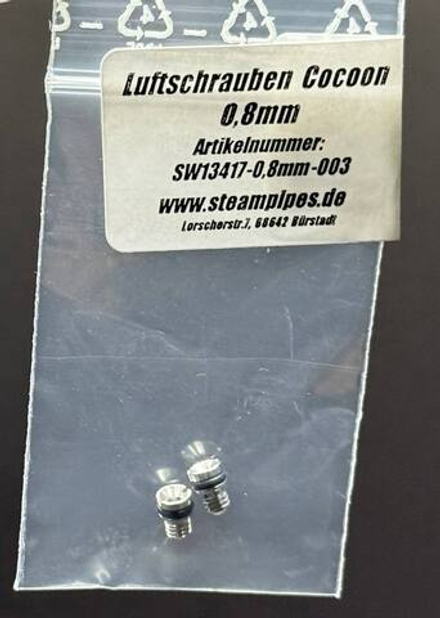 Luftschrauben Cocoon
0,8mm
Artikelnummer:
SW13417-0,8mm-003
www.steampipes.de
Lorscherstr.7, 68642 Bürstadt